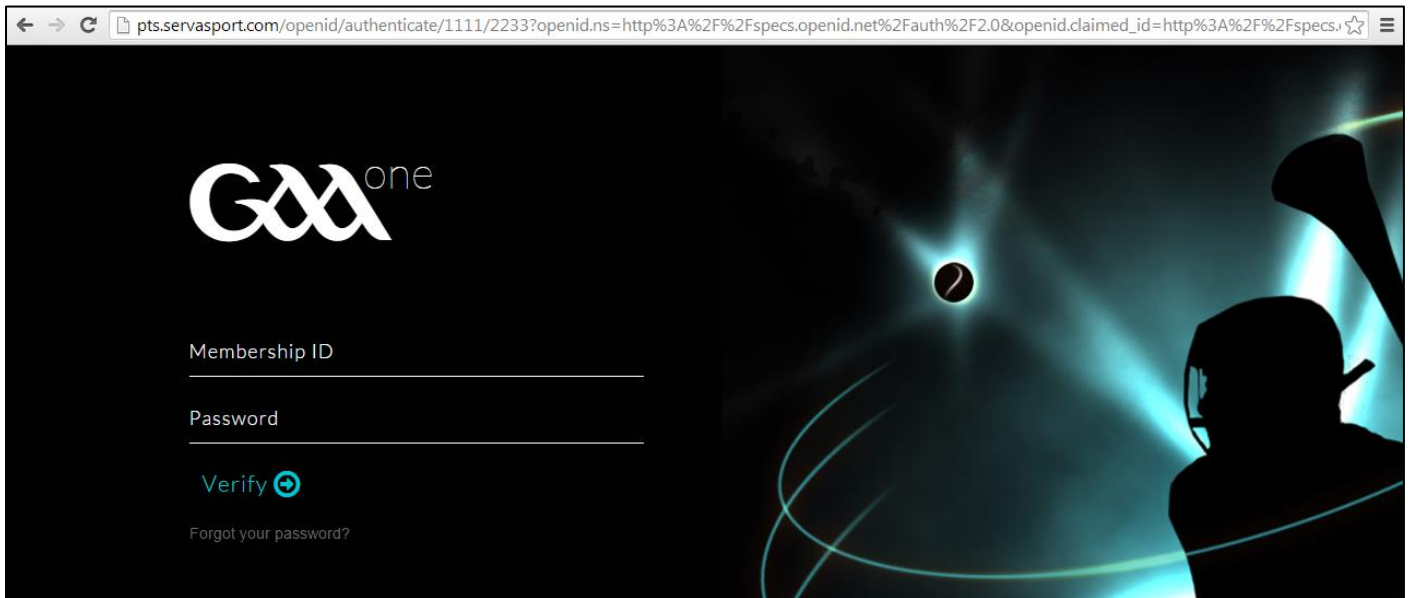 pts.servasport.com/openid/authenticate/1111/2233?openid.ns=http%3A%2F%2Fspecs.openid.net%2Fauth%2F2.0&openid.claimed_id=http%3A%2F%2Fspecs.
GAA one
Membership ID
Password
Verify
Forgot your password?